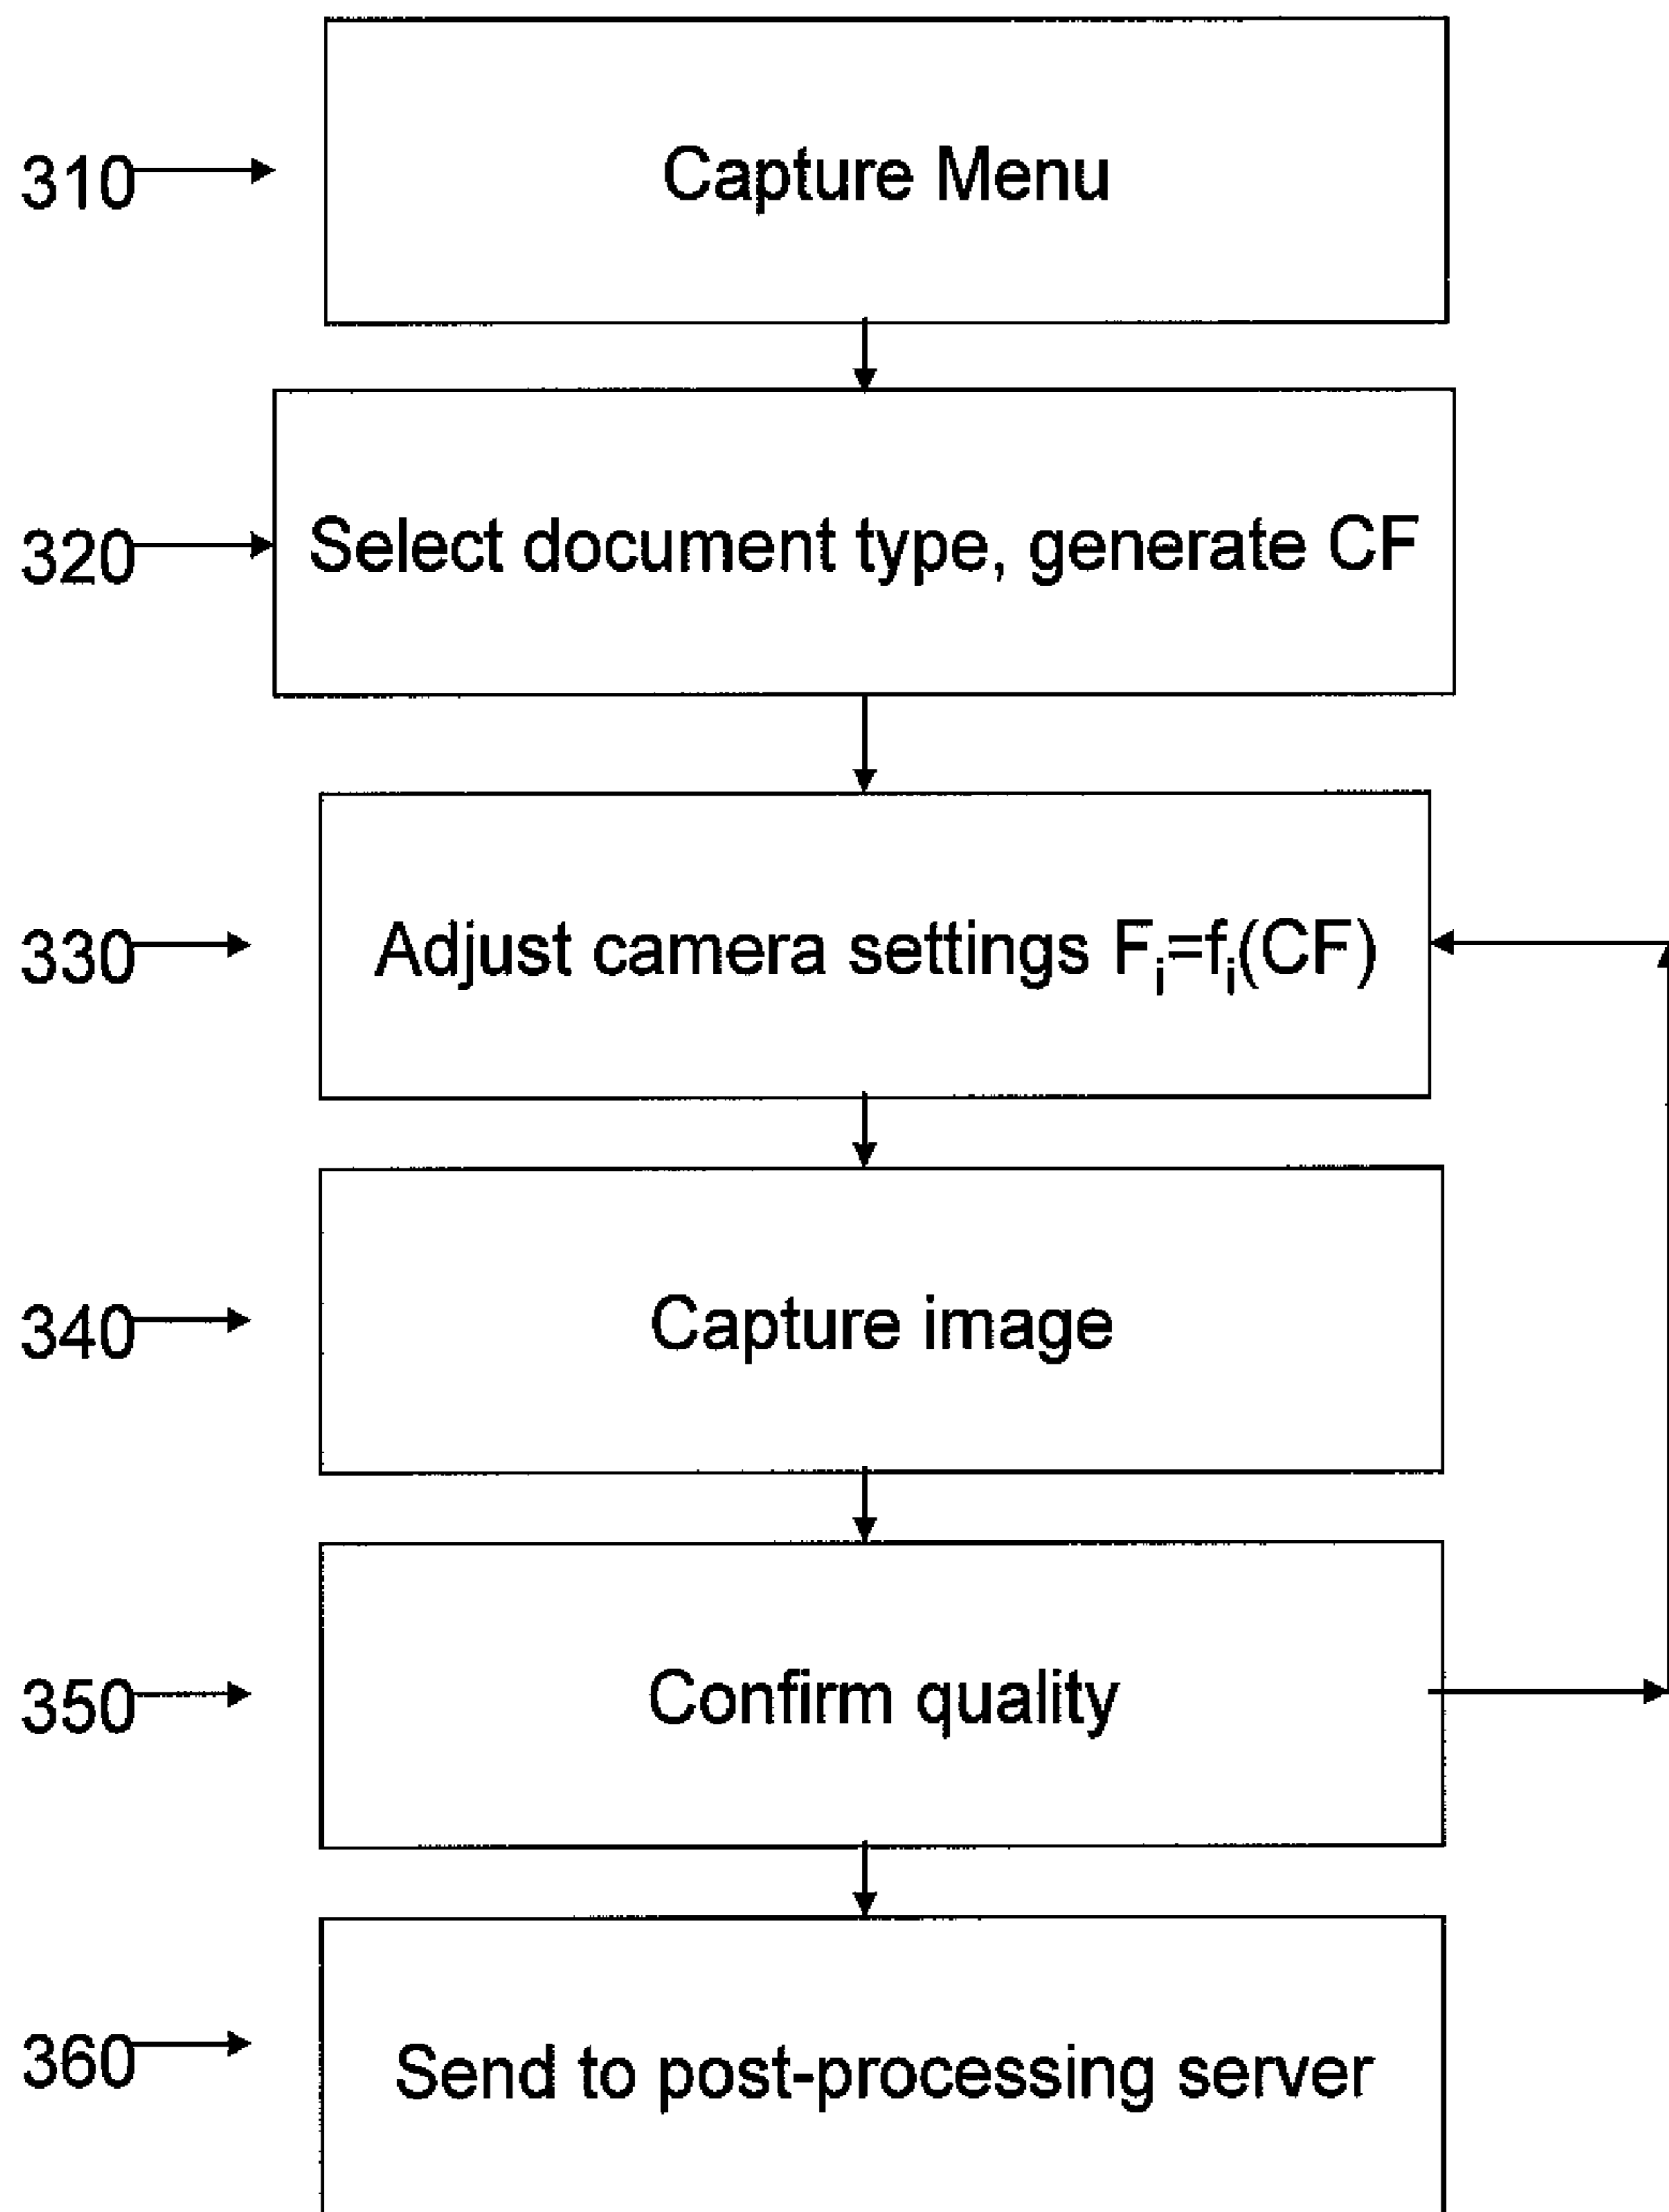 310 Capture Menu
320 Select document type, generate CF
330 Adjust camera settings Fᵢ=fᵢ(CF)
340 Capture image
350 Confirm quality
360 Send to post-processing server